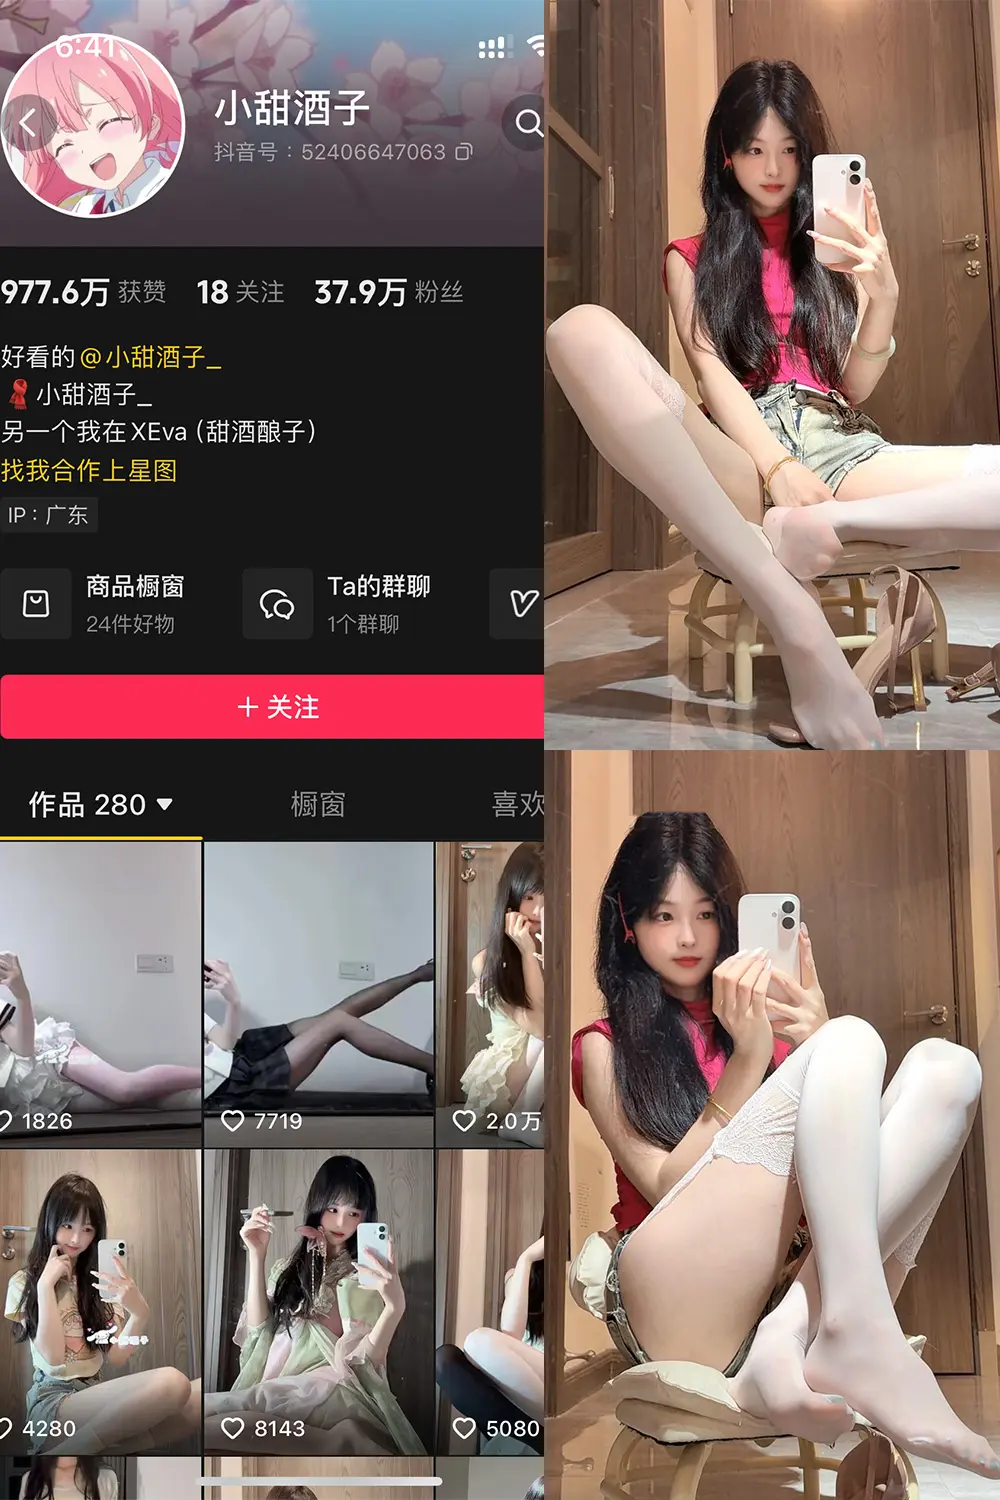 6:41
小甜酒子
抖音号：52406647063
977.6万 获赞 18 关注 37.9万 粉丝
好看的 @小甜酒子_
小甜酒子_
另一个我在XEva（甜酒酿子）
找我合作上星图
IP：广东
商品橱窗
24件好物
Ta的群聊
1个群聊
+ 关注
作品 280 橱窗 喜欢
1826 7719 2.0万
4280 8143 5080